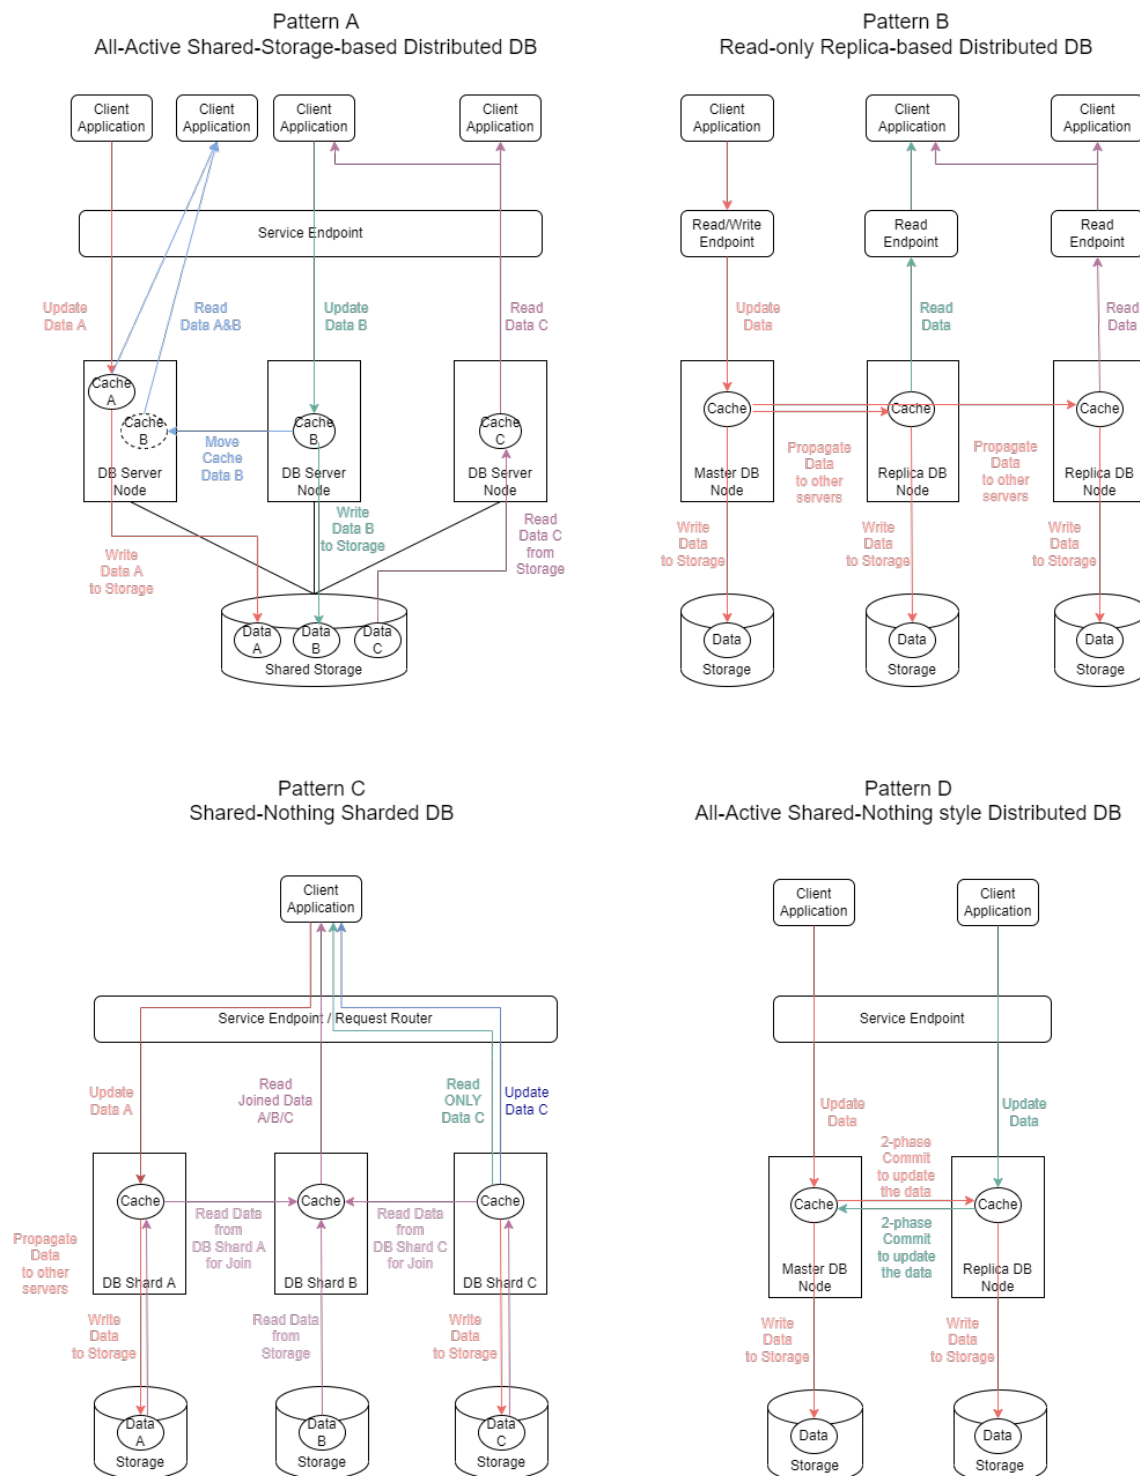 Pattern A
All-Active Shared-Storage-based Distributed DB
Client
Application
Client
Application
Client
Application
Client
Application
Service Endpoint
Update
Data A
Read
Data A&B
Update
Data B
Read
Data C
Cache
A
Cache
B
Cache
B
Cache
C
Move
Cache
Data B
DB Server
Node
DB Server
Node
DB Server
Node
Write
Data A
to Storage
Write
Data B
to Storage
Read
Data C
from
Storage
Data
A
Data
B
Data
C
Shared Storage
Pattern B
Read-only Replica-based Distributed DB
Client
Application
Client
Application
Client
Application
Read/Write
Endpoint
Read
Endpoint
Read
Endpoint
Update
Data
Read
Data
Read
Data
Cache
Cache
Cache
Propagate
Data
to other
servers
Propagate
Data
to other
servers
Master DB
Node
Replica DB
Node
Replica DB
Node
Write
Data
to Storage
Write
Data
to Storage
Write
Data
to Storage
Data
Data
Data
Storage
Storage
Storage
Pattern C
Shared-Nothing Sharded DB
Client
Application
Service Endpoint / Request Router
Update
Data A
Read
Joined Data
A/B/C
Read
ONLY
Data C
Update
Data C
Cache
Cache
Cache
Read Data
from
DB Shard A
for Join
Read Data
from
DB Shard C
for Join
Propagate
Data
to other
servers
DB Shard A
DB Shard B
DB Shard C
Write
Data
to Storage
Read Data
from
Storage
Write
Data
to Storage
Data
A
Data
B
Data
C
Storage
Storage
Storage
Pattern D
All-Active Shared-Nothing style Distributed DB
Client
Application
Client
Application
Service Endpoint
Update
Data
Update
Data
2-phase
Commit
to update
the data
Cache
Cache
2-phase
Commit
to update
the data
Master DB
Node
Replica DB
Node
Write
Data
to Storage
Write
Data
to Storage
Data
Data
Storage
Storage